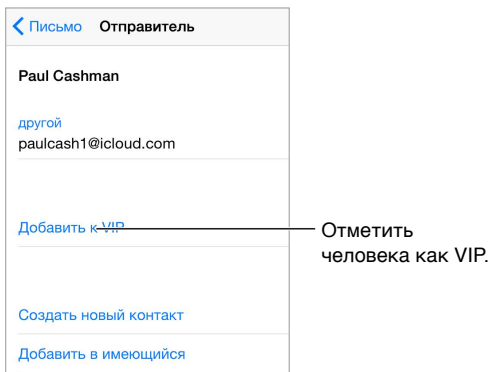 Письмо Отправитель
Paul Cashman
другой
paulcash1@icloud.com
Добавить к VIP
Отметить
человека как VIP.
Создать новый контакт
Добавить в имеющийся